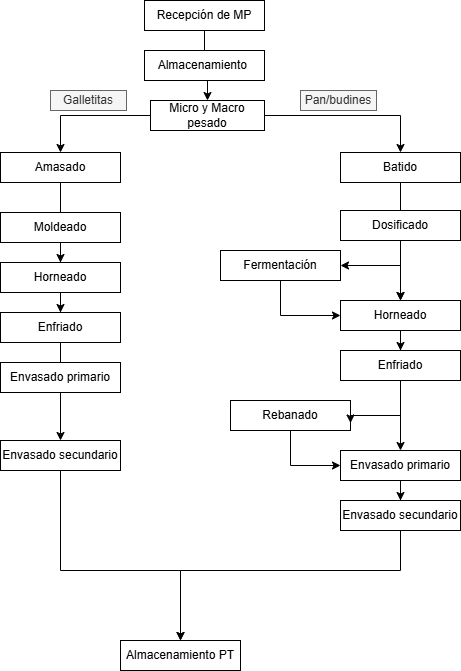 Recepción de MP
Almacenamiento
Galletitas
Pan/budines
Micro y Macro
pesado
Amasado
Batido
Moldeado
Dosificado
Horneado
Fermentación
Enfriado
Horneado
Envasado primario
Enfriado
Rebanado
Envasado secundario
Envasado primario
Envasado secundario
Almacenamiento PT